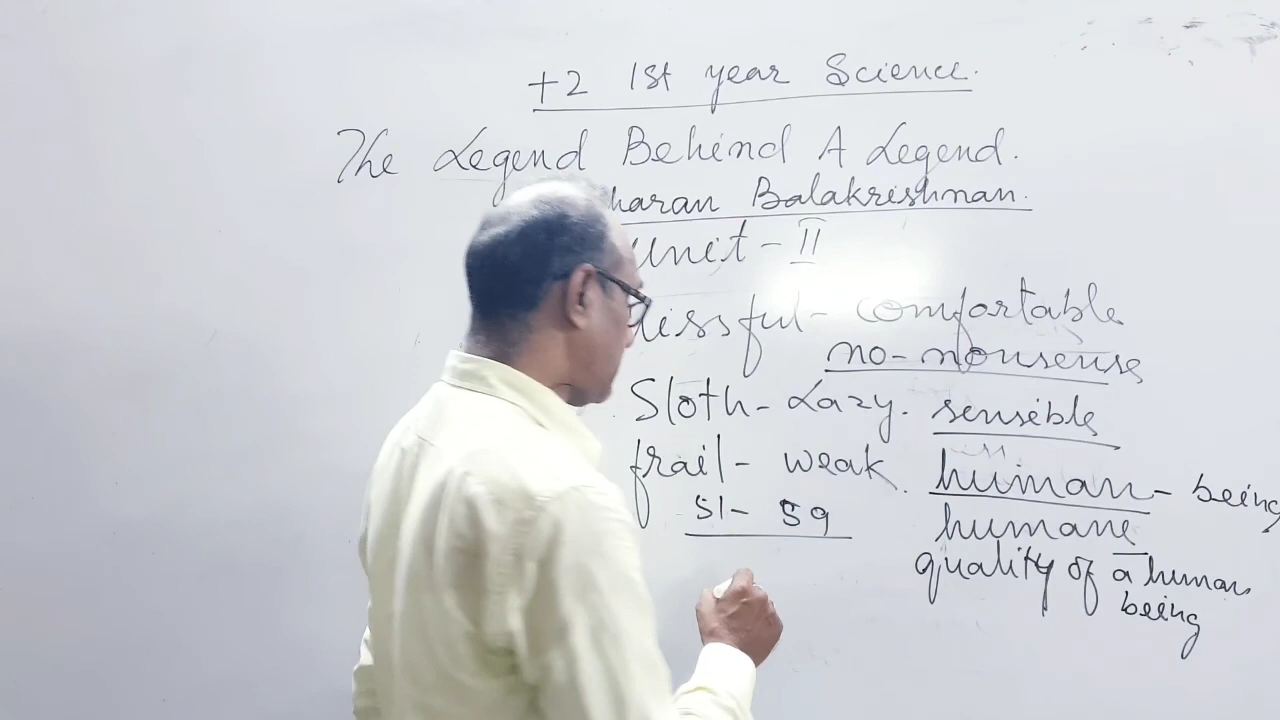 +2 1st year Science.
The Legend Behind A Legend.
haran Balakrishnan.
unit - II
lissful - comfortable
no-nonsense
Sloth - Lazy. sensible
frail - weak. human - being
51 - 59 humane
quality of a human
being